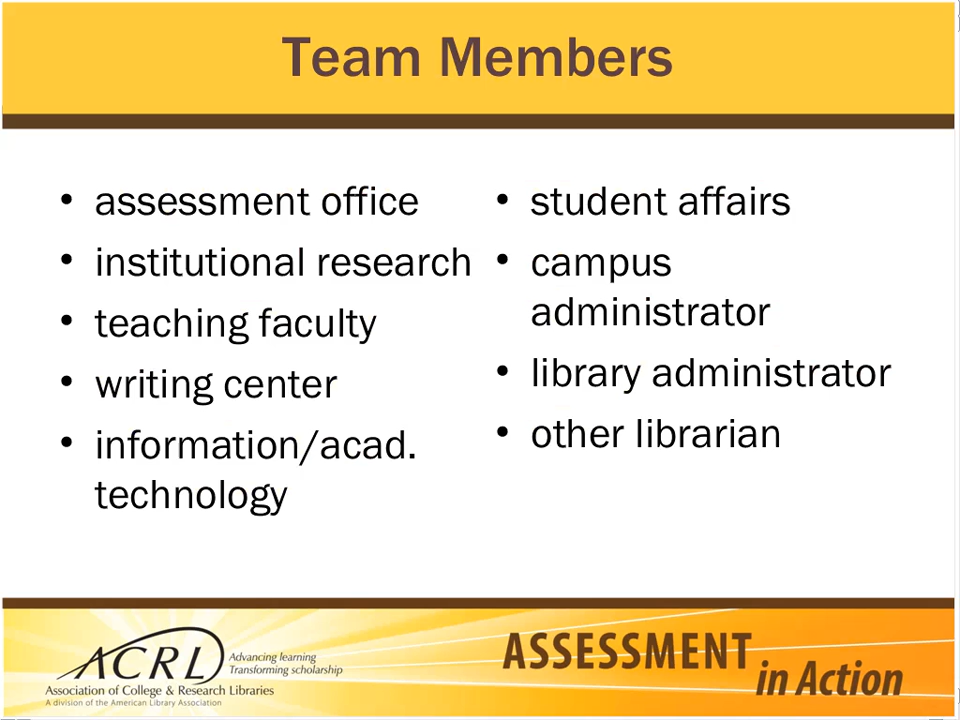 Team Members
• assessment office
• institutional research
• teaching faculty
• writing center
• information/acad.
technology
• student affairs
• campus
administrator
• library administrator
• other librarian
ACRL
Advancing learning
Transforming scholarship
Association of College & Research Libraries
A division of the American Library Association
ASSESSMENT
in Action